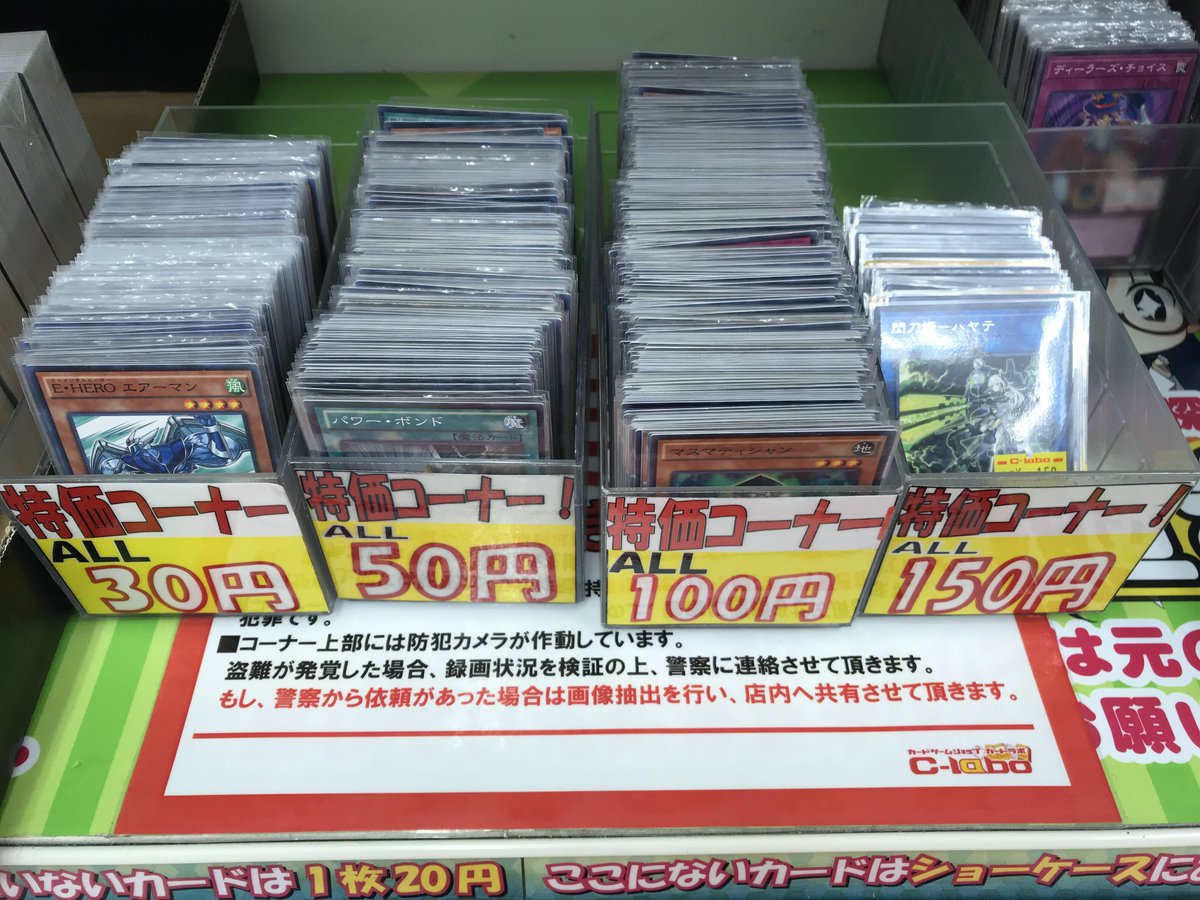 ディーラーズ・チョイス
罠
閃刀姫－ハヤテ
E・HERO エアーマン
風
パワー・ボンド
魔
【魔法カード】
マスマティシャン
地
C-labo
特価コーナー
ALL
30円
特価コーナー！
ALL
50円
特価コーナー！
ALL
100円
特価コーナー！
ALL
150円
犯罪です。
■コーナー上部には防犯カメラが作動しています。
盗難が発覚した場合、録画状況を検証の上、警察に連絡させて頂きます。
もし、警察から依頼があった場合は画像抽出を行い、店内へ共有させて頂きます。
カードゲームショップ カードラボ
C-labo
は元の
お願い
いないカードは1枚20円
ここにないカードはショーケースに